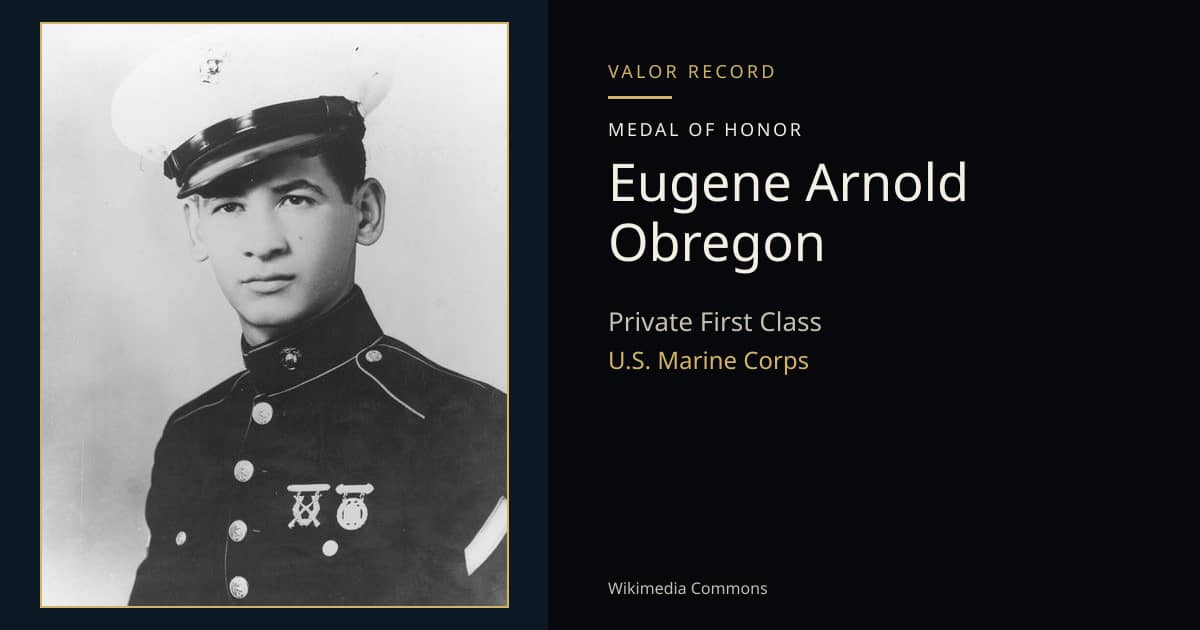 VALOR RECORD
MEDAL OF HONOR
Eugene Arnold
Obregon
Private First Class
U.S. Marine Corps
Wikimedia Commons